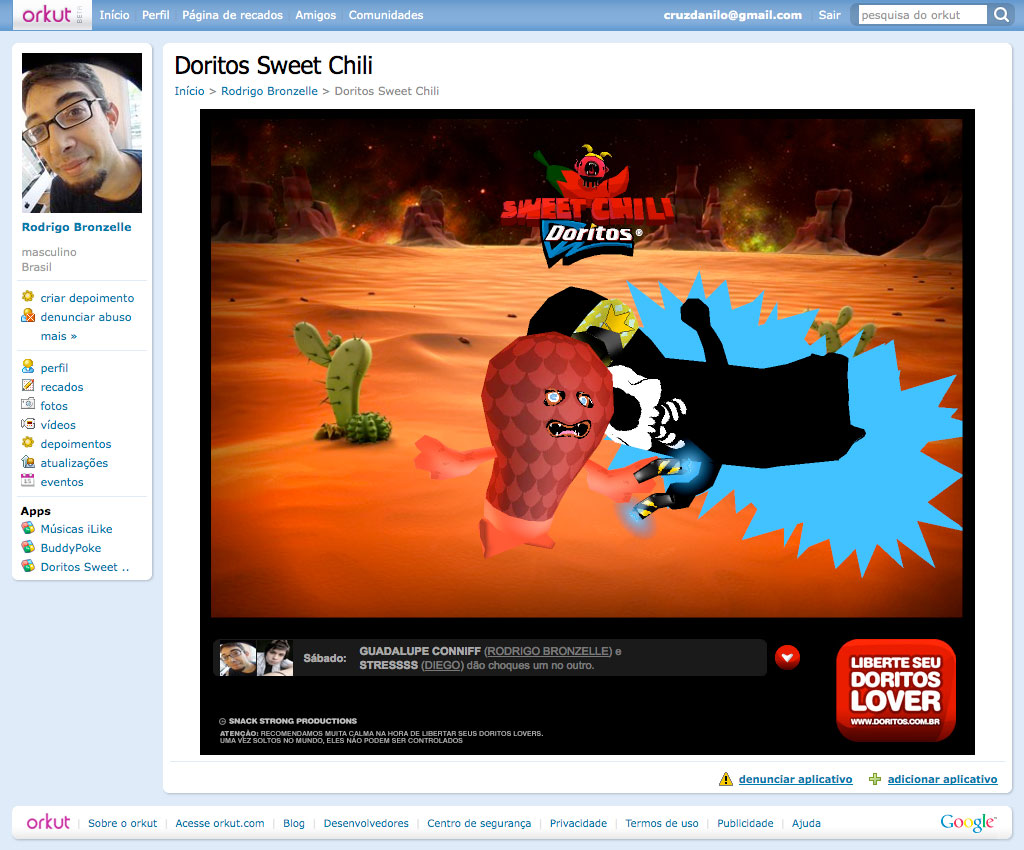 orkut BETA Início Perfil Página de recados Amigos Comunidades cruzdanilo@gmail.com Sair pesquisa do orkut
Doritos Sweet Chili
Início > Rodrigo Bronzelle > Doritos Sweet Chili
Rodrigo Bronzelle
masculino
Brasil
criar depoimento
denunciar abuso
mais »
perfil
recados
fotos
vídeos
depoimentos
atualizações
eventos
Apps
Músicas iLike
BuddyPoke
Doritos Sweet ..
SWEET CHILI
Doritos®
Sábado: GUADALUPE CONNIFF (RODRIGO BRONZELLE) e
STRESSSS (DIEGO) dão choques um no outro.
LIBERTE SEU
DORITOS
LOVER
WWW.DORITOS.COM.BR
SNACK STRONG PRODUCTIONS
ATENÇÃO: RECOMENDAMOS MUITA CALMA NA HORA DE LIBERTAR SEUS DORITOS LOVERS.
UMA VEZ SOLTOS NO MUNDO, ELES NÃO PODEM SER CONTROLADOS
denunciar aplicativo adicionar aplicativo
orkut Sobre o orkut Acesse orkut.com Blog Desenvolvedores Centro de segurança Privacidade Termos de uso Publicidade Ajuda Google™